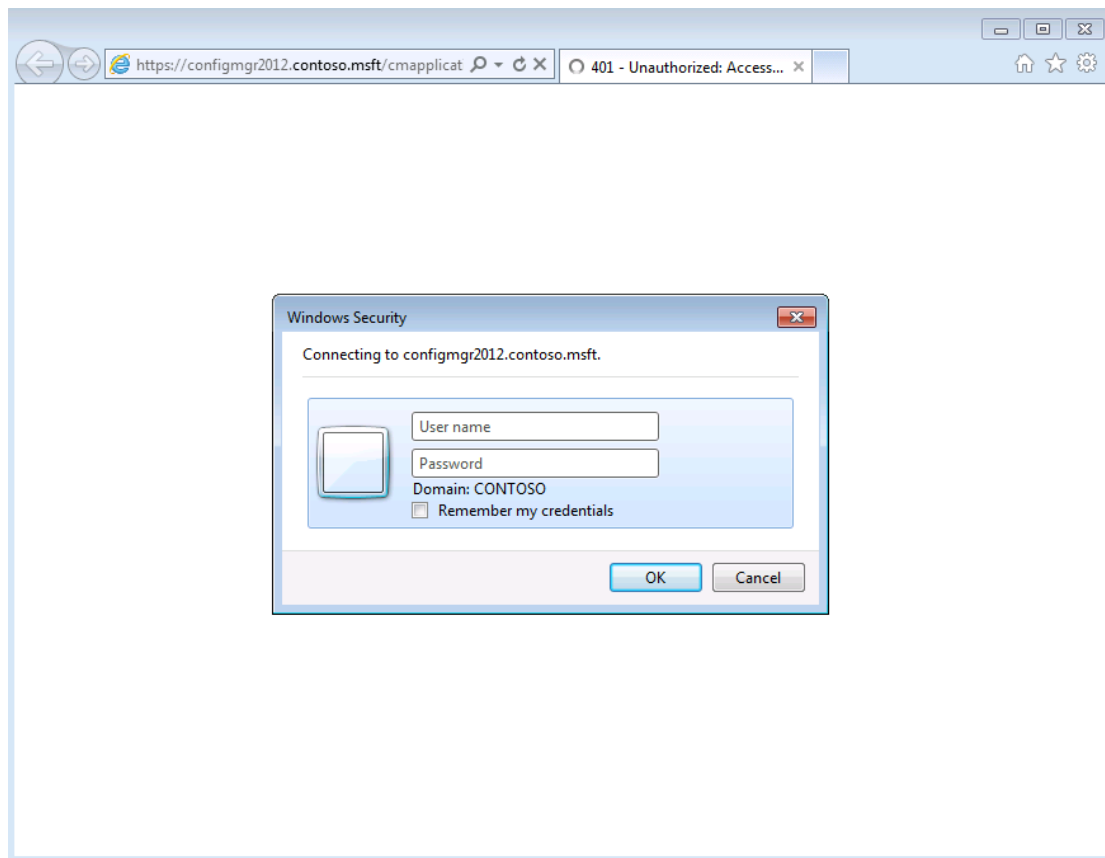 https://configmgr2012.contoso.msft/cmapplicat
401 - Unauthorized: Access...
Windows Security
Connecting to configmgr2012.contoso.msft.
User name
Password
Domain: CONTOSO
Remember my credentials
OK
Cancel